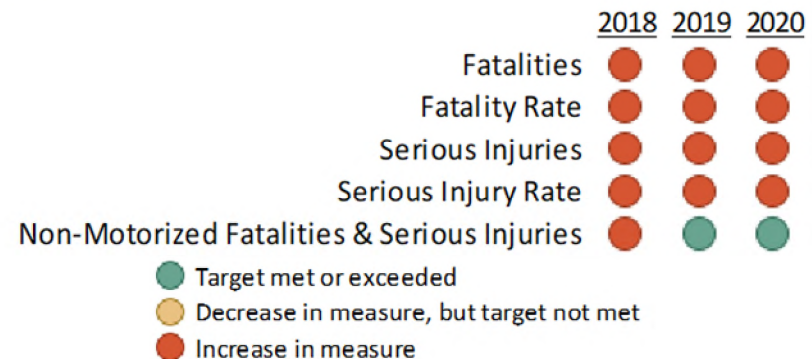 2018 2019 2020
Fatalities
Fatality Rate
Serious Injuries
Serious Injury Rate
Non-Motorized Fatalities & Serious Injuries
Target met or exceeded
Decrease in measure, but target not met
Increase in measure